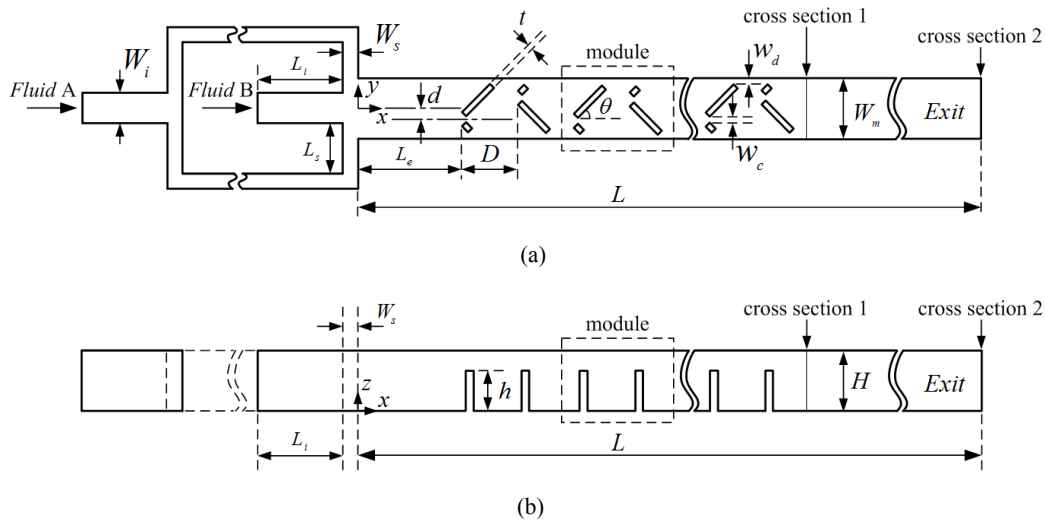 t
cross section 1
cross section 2
W_s
L_i
module
w_d
W_i
Fluid A
Fluid B
y
d
x
θ
W_m
Exit
L_s
L_e
D
w_c
L
(a)
cross section 1
cross section 2
W_s
module
z
x
h
H
Exit
L_i
L
(b)